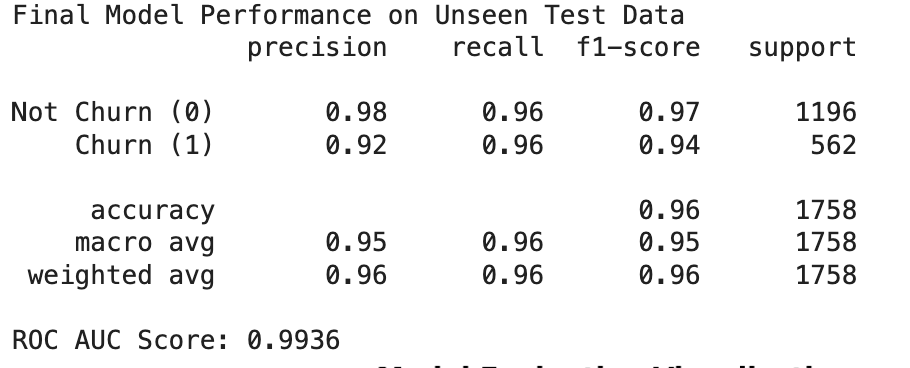 Final Model Performance on Unseen Test Data
precision recall f1-score support
Not Churn (0) 0.98 0.96 0.97 1196
Churn (1) 0.92 0.96 0.94 562
accuracy 0.96 1758
macro avg 0.95 0.96 0.95 1758
weighted avg 0.96 0.96 0.96 1758
ROC AUC Score: 0.9936